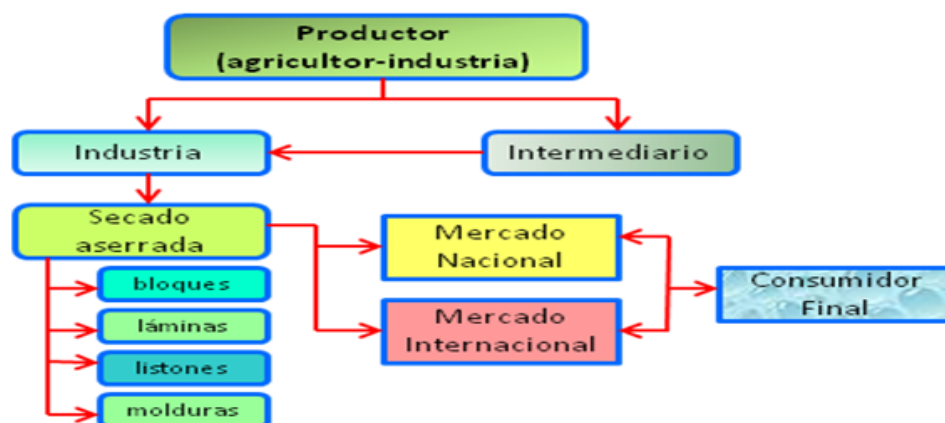 Productor
(agricultor-industria)
Industria
Intermediario
Secado
aserrada
bloques
láminas
listones
molduras
Mercado
Nacional
Mercado
Internacional
Consumidor
Final